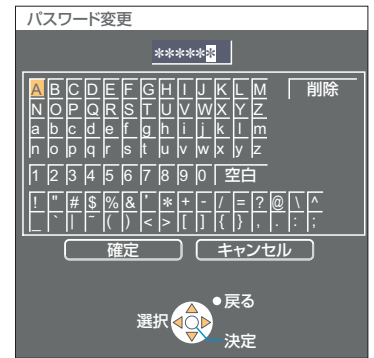 パスワード変更
******
A B C D E F G H I J K L M 削除
N O P Q R S T U V W X Y Z
a b c d e f g h i j k l m
n o p q r s t u v w x y z
1 2 3 4 5 6 7 8 9 0 空白
! " # $ % & ' * + - / = ? @ \ ^
_ ` | ~ ( ) < > [ ] { } , . : ;
確定 キャンセル
戻る
選択
決定